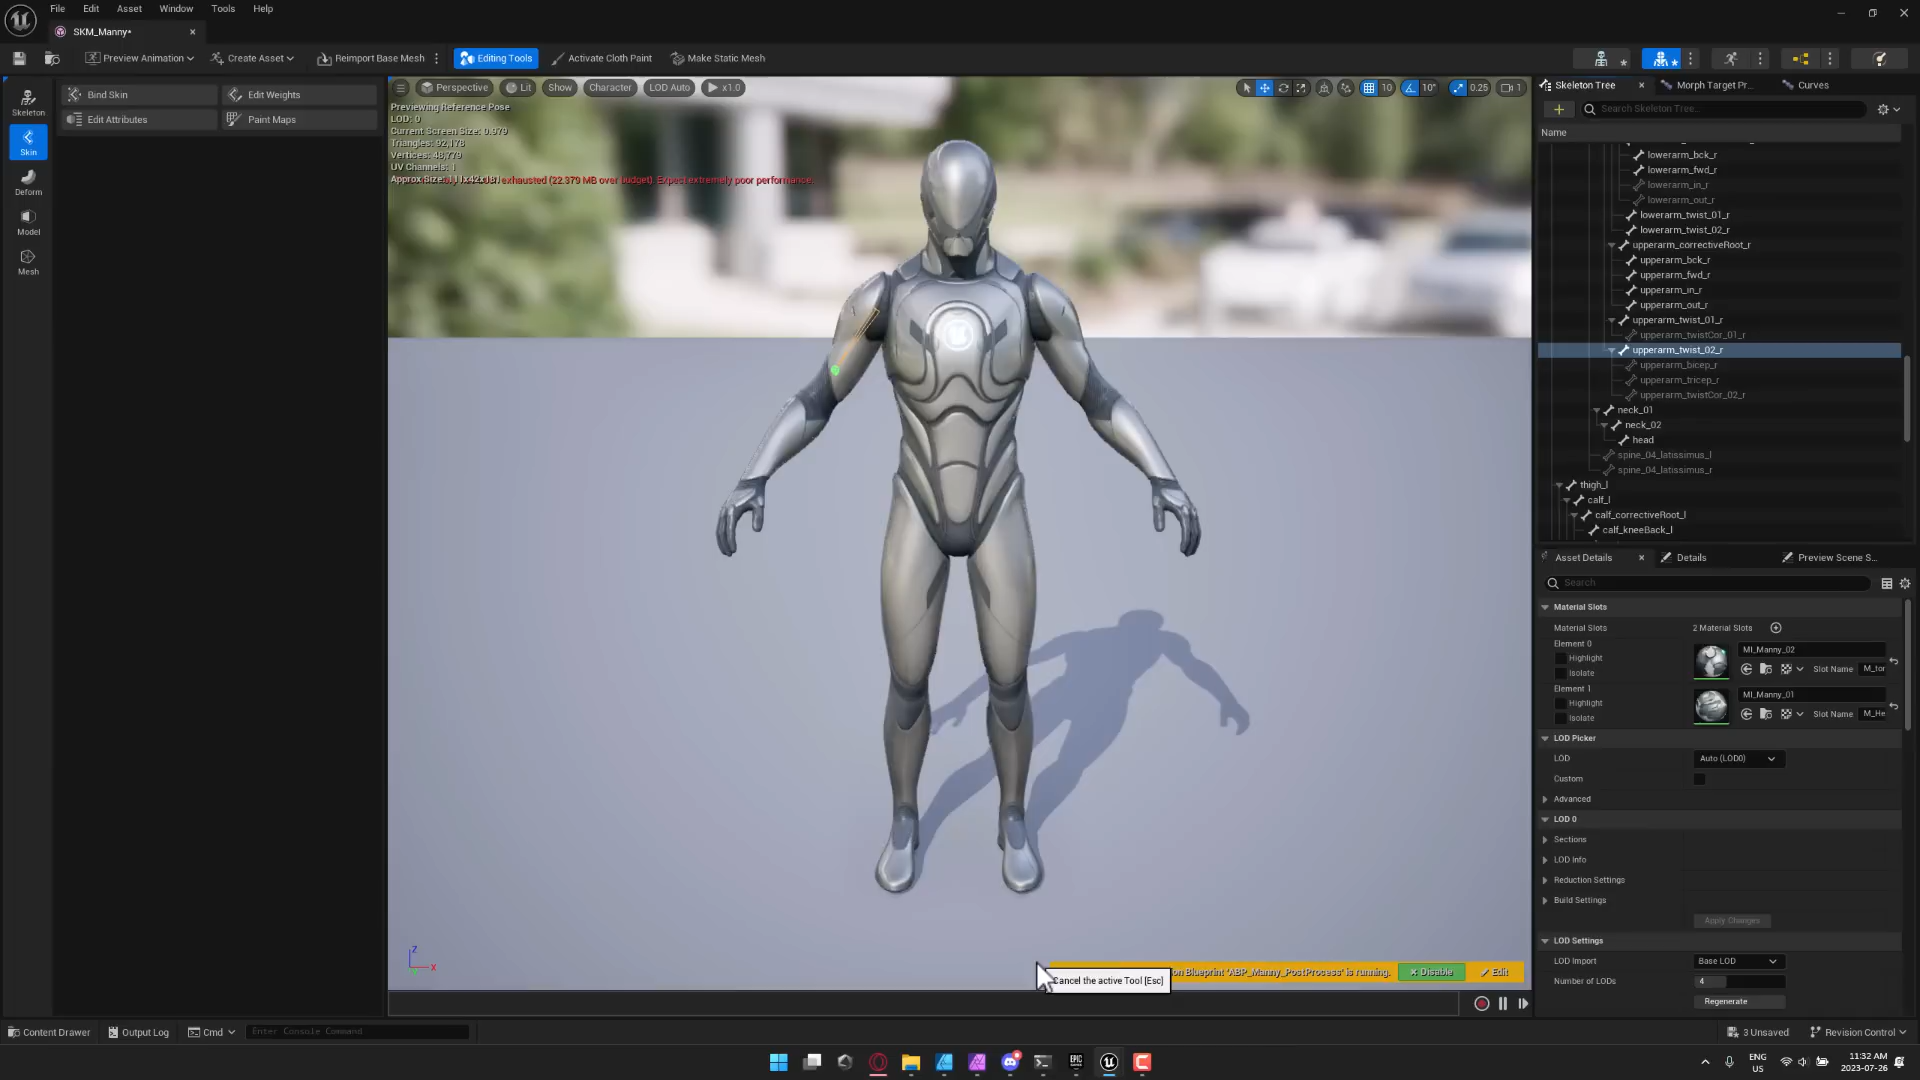 File Edit Asset Window Tools Help
SKM_Manny*
Preview Animation Create Asset Reimport Base Mesh Editing Tools Activate Cloth Paint Make Static Mesh
Skeleton
Skin
Deform
Model
Mesh
Bind Skin Edit Weights
Edit Attributes Paint Maps
Perspective Lit Show Character LOD Auto x1.0
10 10° 0.25 1
Previewing Reference Pose
LOD: 0
Current Screen Size: 0.979
Triangles: 92,178
Vertices: 48,779
UV Channels: 1
Approx Size: exhausted (22.379 MB over budget). Expect extremely poor performance.
Z
X
on Blueprint 'ABP_Manny_PostProcess' is running. Disable Edit
Cancel the active Tool [Esc]
Skeleton Tree Morph Target Pr... Curves
Search Skeleton Tree...
Name
lowerarm_bck_r
lowerarm_fwd_r
lowerarm_in_r
lowerarm_out_r
lowerarm_twist_01_r
lowerarm_twist_02_r
upperarm_correctiveRoot_r
upperarm_bck_r
upperarm_fwd_r
upperarm_in_r
upperarm_out_r
upperarm_twist_01_r
upperarm_twistCor_01_r
upperarm_twist_02_r
upperarm_bicep_r
upperarm_tricep_r
upperarm_twistCor_02_r
neck_01
neck_02
head
spine_04_latissimus_l
spine_04_latissimus_r
thigh_l
calf_l
calf_correctiveRoot_l
calf_kneeBack_l
Asset Details Details Preview Scene S...
Search
Material Slots
Material Slots 2 Material Slots
Element 0
Highlight
Isolate
MI_Manny_02
Slot Name M_tor
Element 1
Highlight
Isolate
MI_Manny_01
Slot Name M_He
LOD Picker
LOD Auto (LOD0)
Custom
Advanced
LOD 0
Sections
LOD Info
Reduction Settings
Build Settings
Apply Changes
LOD Settings
LOD Import Base LOD
Number of LODs 4
Regenerate
Content Drawer Output Log Cmd Enter Console Command 3 Unsaved Revision Control
EPIC
ENG
US
11:32 AM
2023-07-26